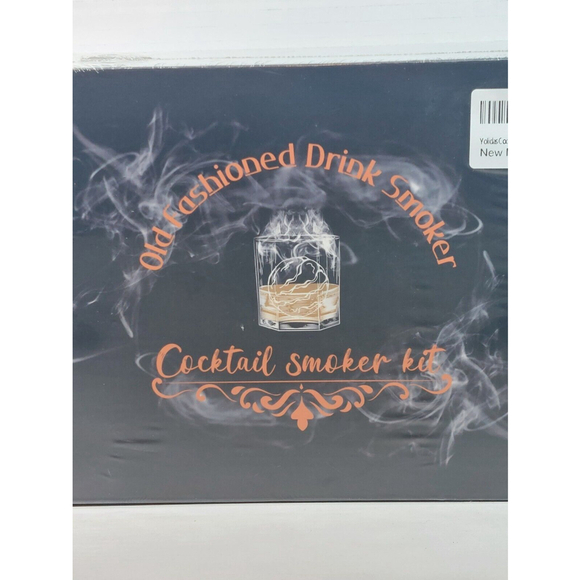 Old Fashioned Drink Smoker
Cocktail smoker kit
New